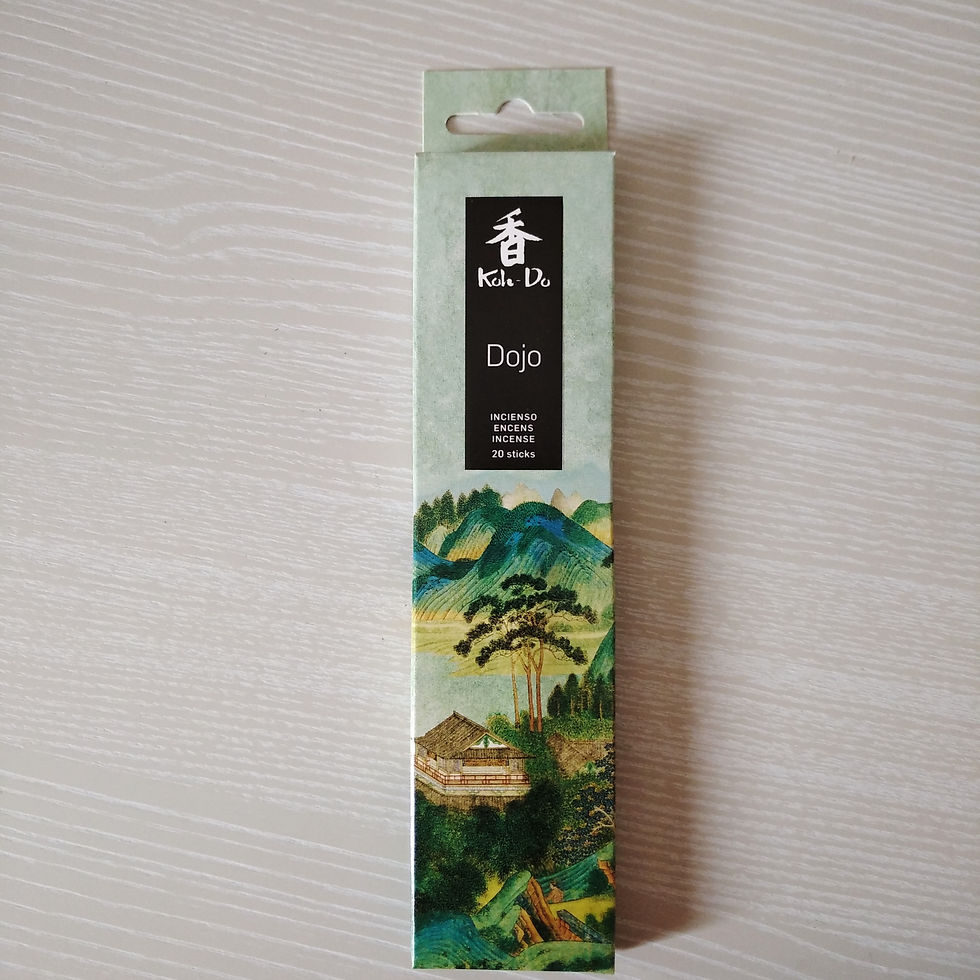 香
Koh-Do
Dojo
INCIENSO
ENCENS
INCENSE
20 sticks